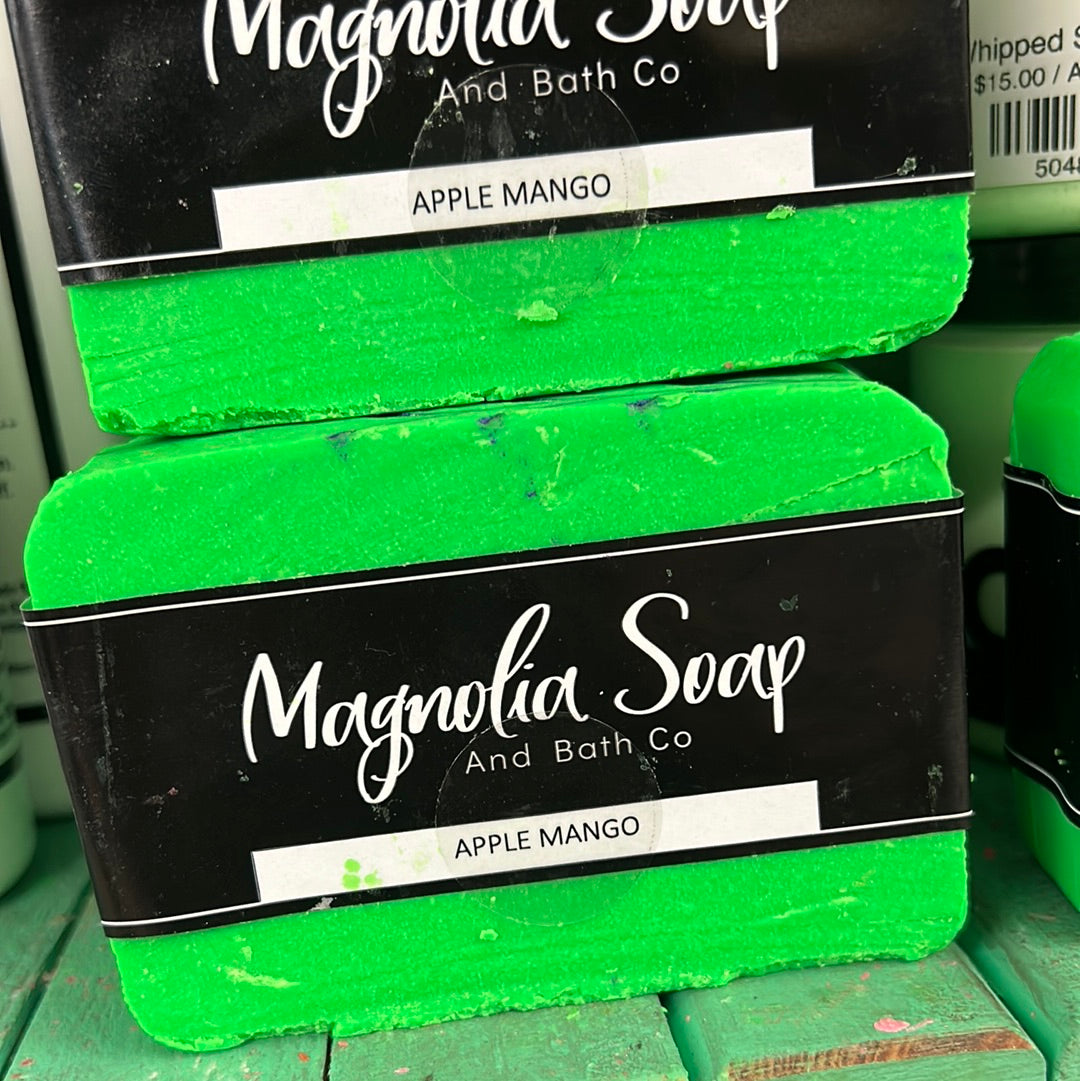 Magnolia Soap
And Bath Co
APPLE MANGO
Magnolia Soap
And Bath Co
APPLE MANGO
$15.00 /